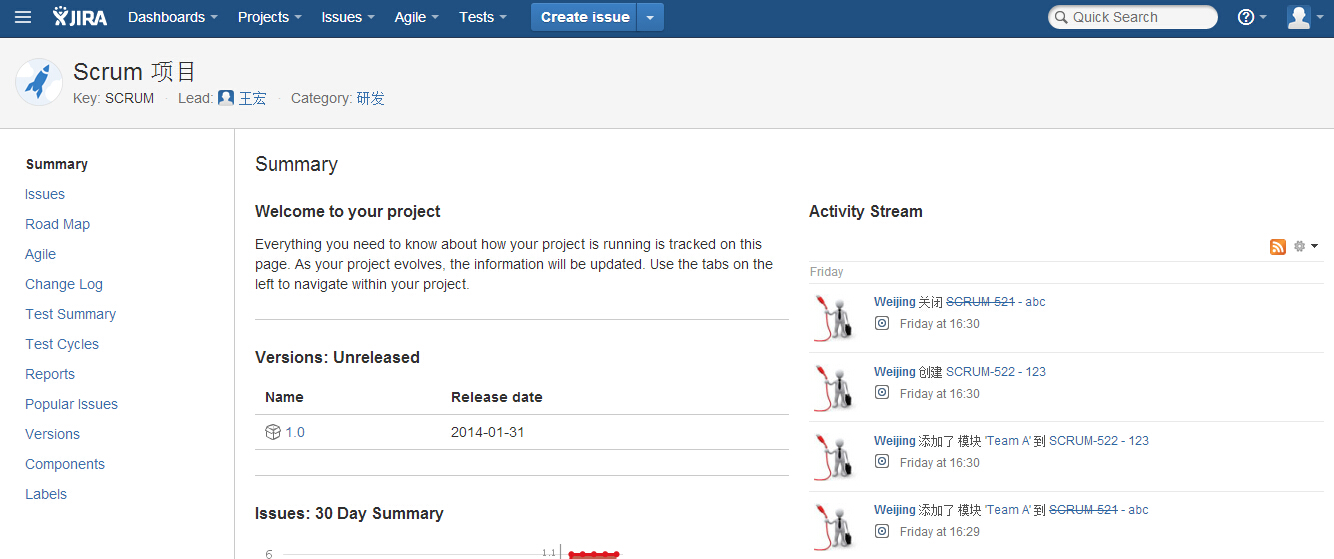 JIRA Dashboards Projects Issues Agile Tests Create issue Quick Search
Scrum 项目
Key: SCRUM · Lead: 王宏 · Category: 研发
Summary
Issues
Road Map
Agile
Change Log
Test Summary
Test Cycles
Reports
Popular Issues
Versions
Components
Labels
Summary
Welcome to your project
Everything you need to know about how your project is running is tracked on this
page. As your project evolves, the information will be updated. Use the tabs on the
left to navigate within your project.
Versions: Unreleased
Name Release date
1.0 2014-01-31
Issues: 30 Day Summary
6 1.1
Activity Stream
Friday
Weijing 关闭 SCRUM-521 - abc
Friday at 16:30
Weijing 创建 SCRUM-522 - 123
Friday at 16:30
Weijing 添加了 模块 'Team A' 到 SCRUM-522 - 123
Friday at 16:30
Weijing 添加了 模块 'Team A' 到 SCRUM-521 - abc
Friday at 16:29